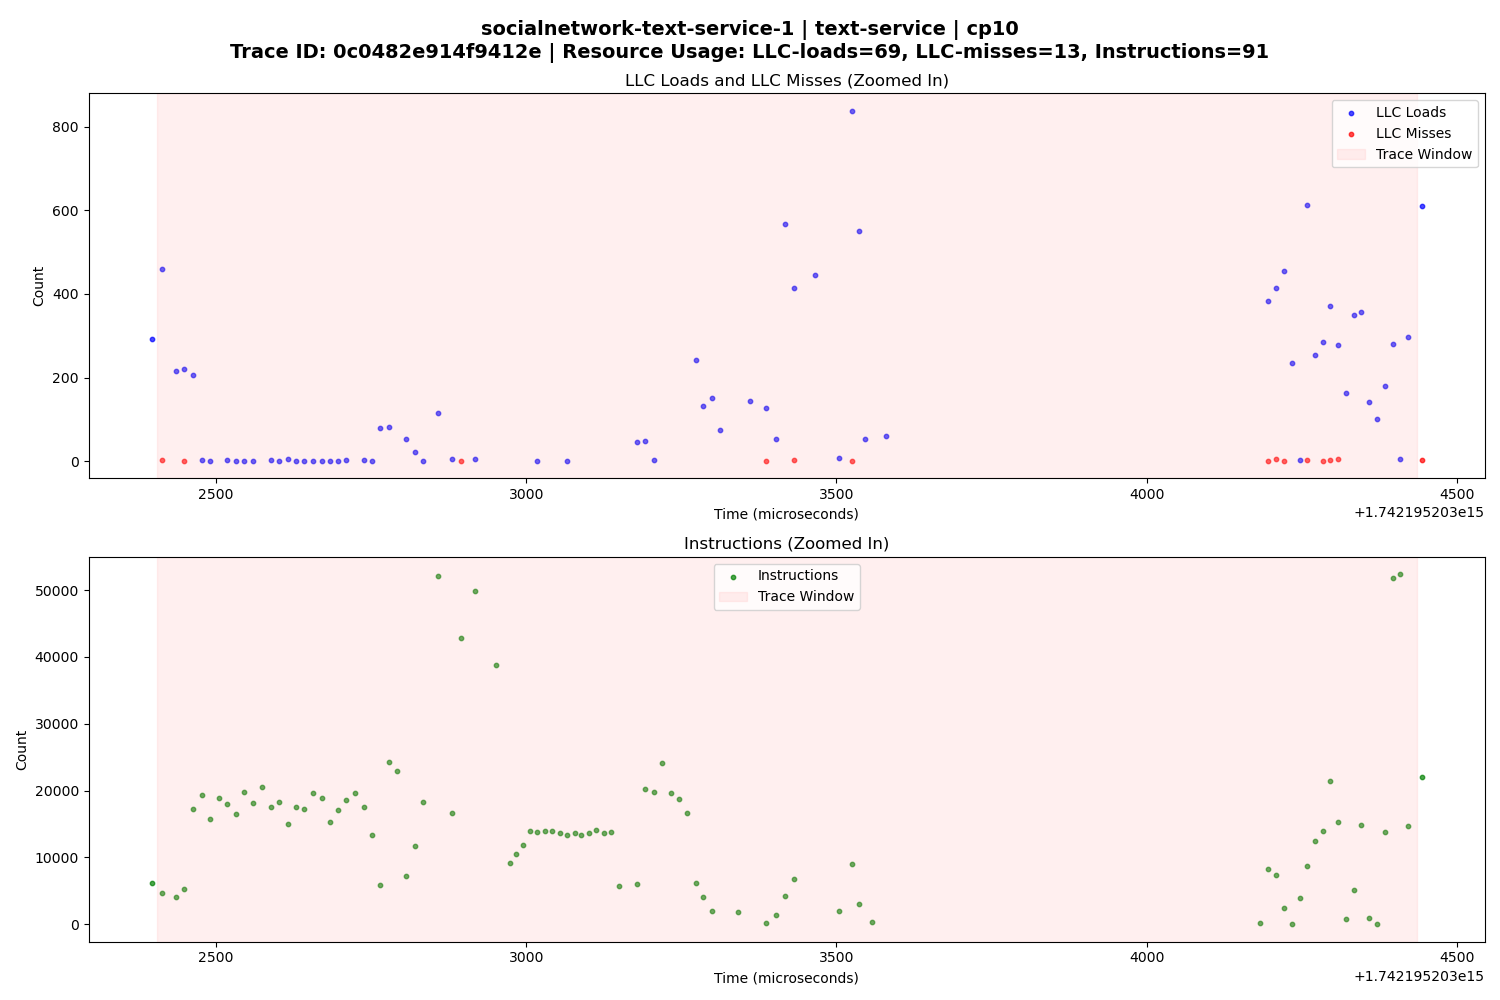 socialnetwork-text-service-1 | text-service | cp10
Trace ID: 0c0482e914f9412e | Resource Usage: LLC-loads=69, LLC-misses=13, Instructions=91
LLC Loads and LLC Misses (Zoomed In)
LLC Loads
LLC Misses
Trace Window
800
600
400
200
0
Count
2500
3000
3500
4000
4500
Time (microseconds)
+1.742195203e15
Instructions (Zoomed In)
Instructions
Trace Window
50000
40000
30000
20000
10000
0
Count
2500
3000
3500
4000
4500
Time (microseconds)
+1.742195203e15